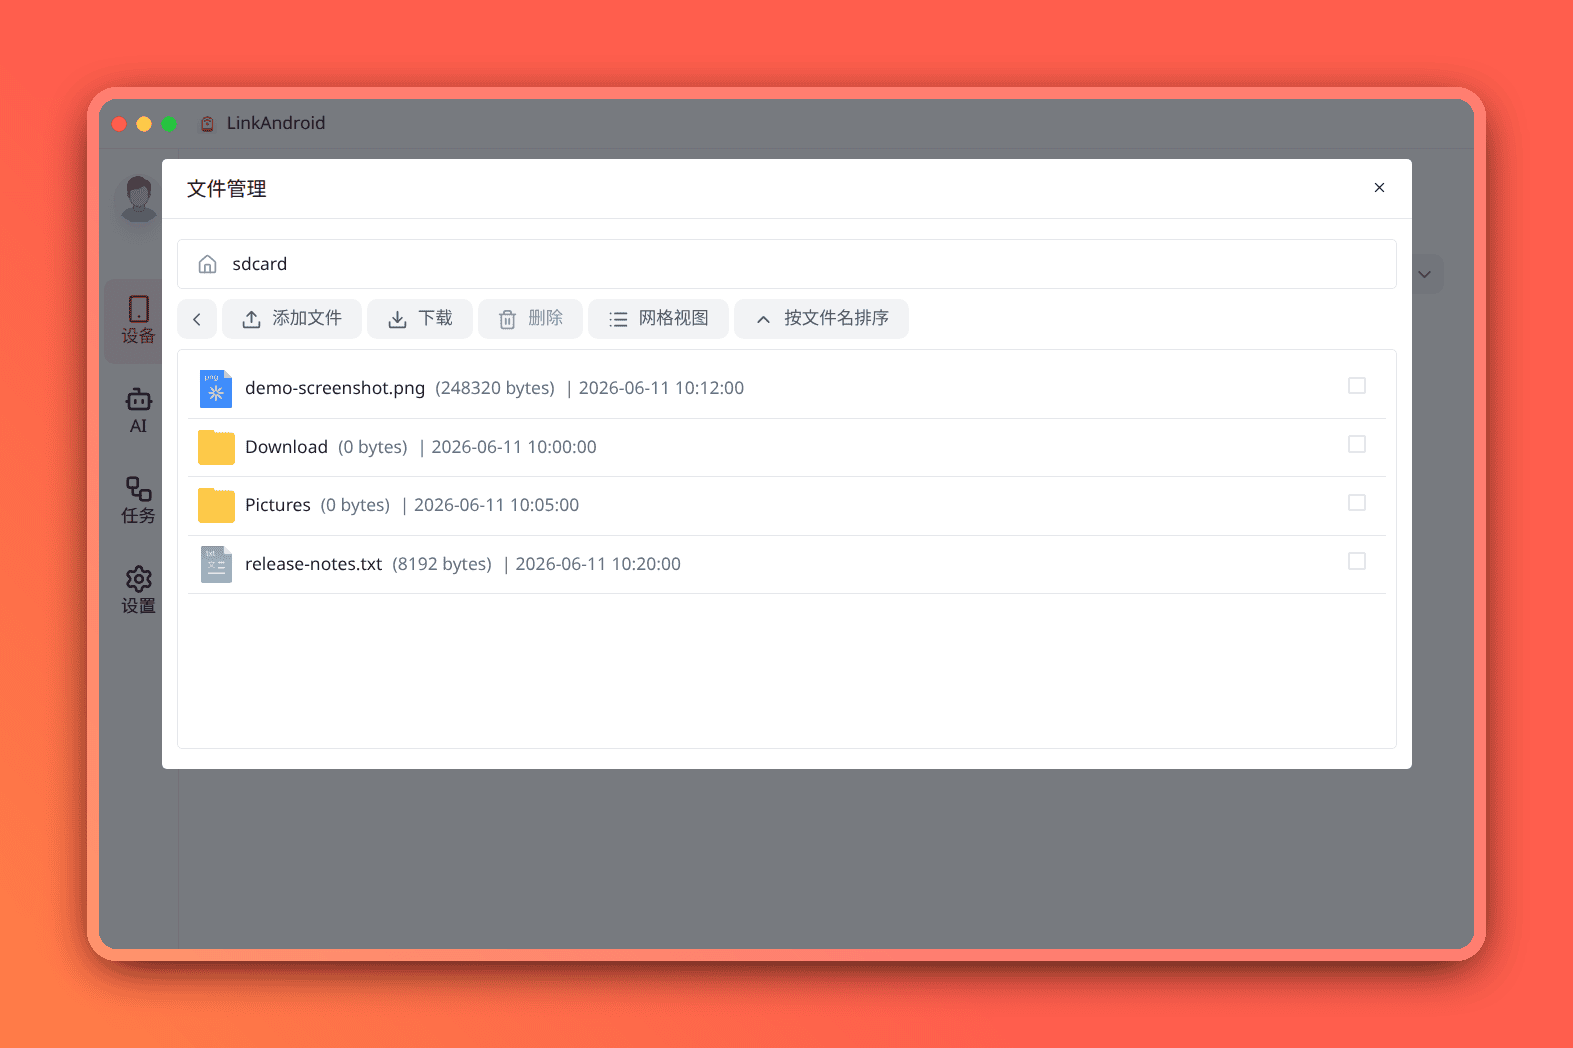 LinkAndroid
文件管理
sdcard
添加文件 下载 删除 网格视图 按文件名排序
png
demo-screenshot.png (248320 bytes) | 2026-06-11 10:12:00
Download (0 bytes) | 2026-06-11 10:00:00
Pictures (0 bytes) | 2026-06-11 10:05:00
txt
release-notes.txt (8192 bytes) | 2026-06-11 10:20:00
设备
AI
任务
设置